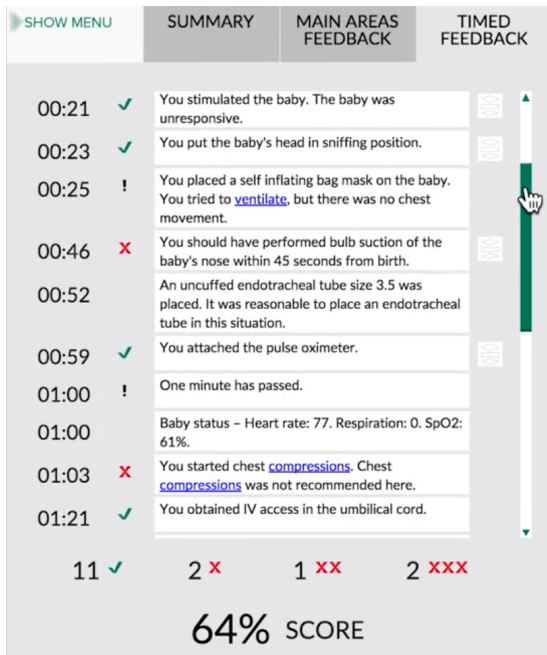 SHOW MENU
SUMMARY
MAIN AREAS
FEEDBACK
TIMED
FEEDBACK
00:21 ✓ You stimulated the baby. The baby was
unresponsive.
00:23 ✓ You put the baby's head in sniffing position.
00:25 ! You placed a self inflating bag mask on the baby.
You tried to ventilate, but there was no chest
movement.
00:46 X You should have performed bulb suction of the
baby's nose within 45 seconds from birth.
00:52 An uncuffed endotracheal tube size 3.5 was
placed. It was reasonable to place an endotracheal
tube in this situation.
00:59 ✓ You attached the pulse oximeter.
01:00 ! One minute has passed.
01:00 Baby status – Heart rate: 77. Respiration: 0. SpO2:
61%.
01:03 X You started chest compressions. Chest
compressions was not recommended here.
01:21 ✓ You obtained IV access in the umbilical cord.
11 ✓ 2 X 1 XX 2 XXX
64% SCORE